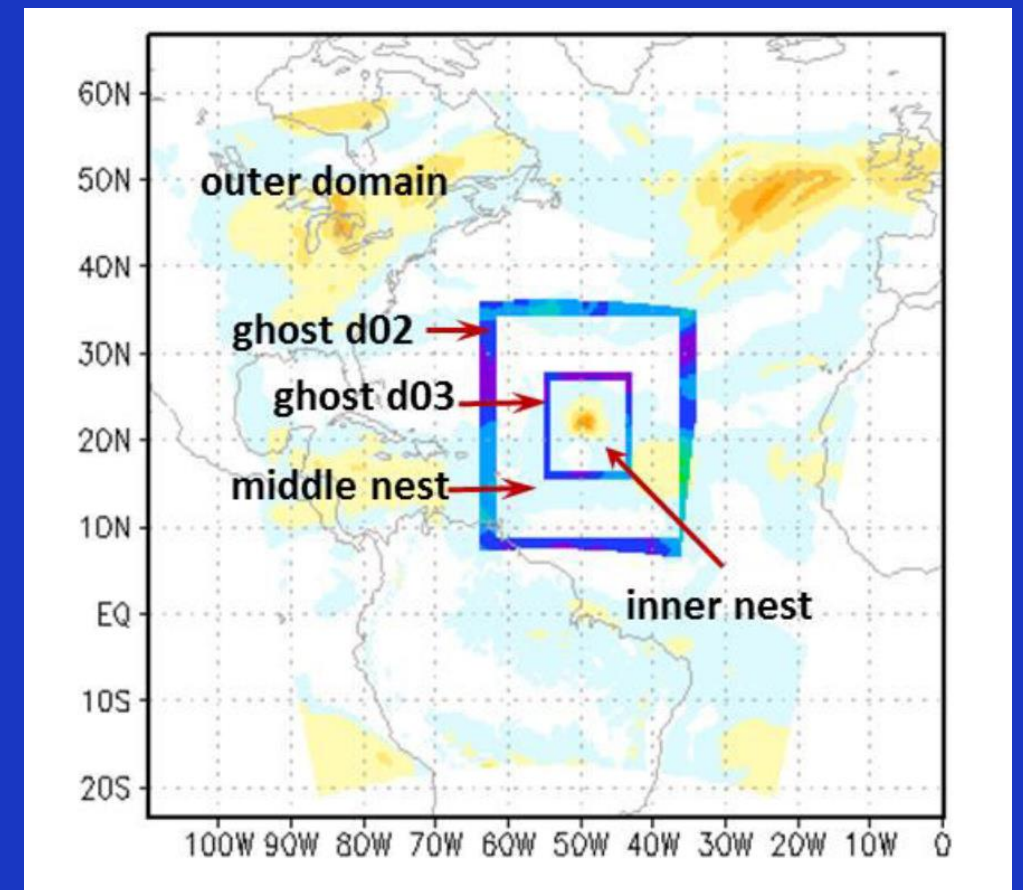 60N
outer domain
50N
40N
ghost d02
30N
ghost d03
20N
middle nest
10N
inner nest
EQ
10S
20S
100W 90W 80W 70W 60W 50W 40W 30W 20W 10W 0